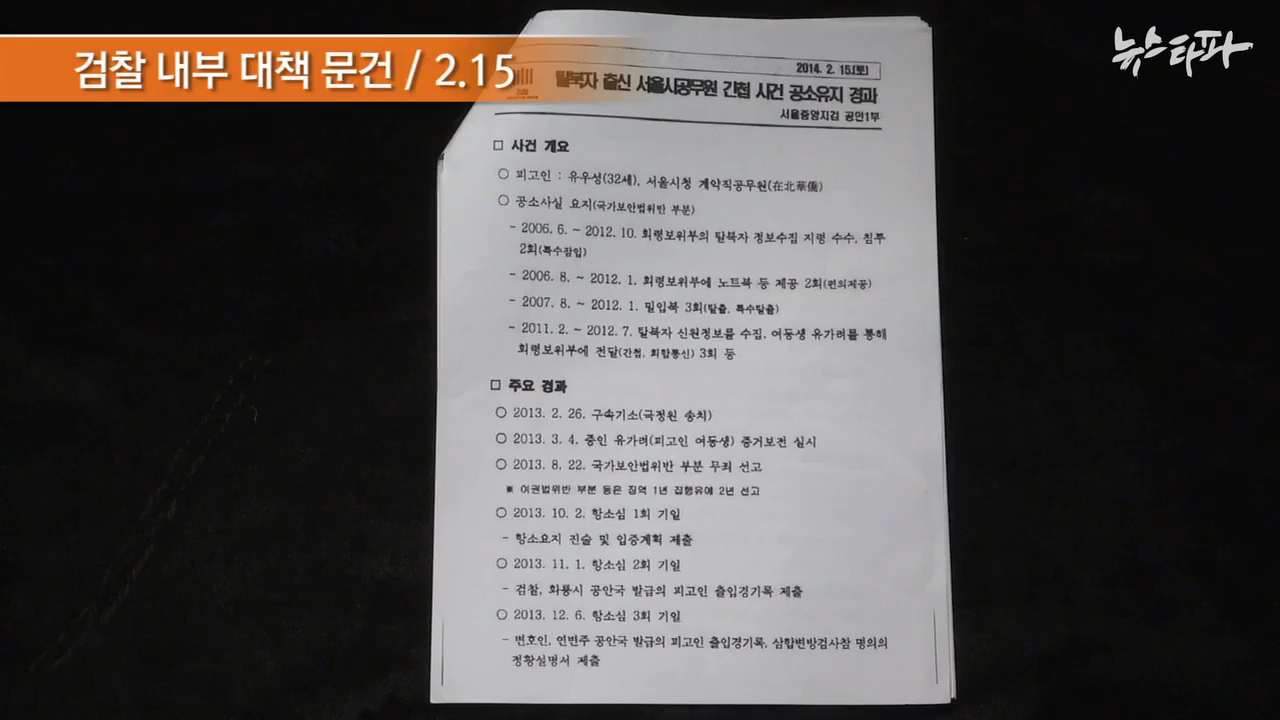 검찰 내부 대책 문건 / 2.15
뉴스타파
2014. 2. 15.(토)
탈북자 출신 서울시공무원 간첩 사건 공소유지 경과
서울중앙지검 공안1부
□ 사건 개요
○ 피고인 : 유우성(32세), 서울시청 계약직공무원(在北華僑)
○ 공소사실 요지(국가보안법위반 부분)
- 2006. 6. ~ 2012. 10. 회령보위부의 탈북자 정보수집 지령 수수, 침투
2회(특수잠입)
- 2006. 8. ~ 2012. 1. 회령보위부에 노트북 등 제공 2회(편의제공)
- 2007. 8. ~ 2012. 1. 밀입북 3회(탈출, 특수탈출)
- 2011. 2. ~ 2012. 7. 탈북자 신원정보를 수집, 여동생 유가려를 통해
회령보위부에 전달(간첩, 회합통신) 3회 등
□ 주요 경과
○ 2013. 2. 26. 구속기소(국정원 송치)
○ 2013. 3. 4. 증인 유가려(피고인 여동생) 증거보전 실시
○ 2013. 8. 22. 국가보안법위반 부분 무죄 선고
※ 여권법위반 부분 등은 징역 1년 집행유예 2년 선고
○ 2013. 10. 2. 항소심 1회 기일
- 항소요지 진술 및 입증계획 제출
○ 2013. 11. 1. 항소심 2회 기일
- 검찰, 화룡시 공안국 발급의 피고인 출입경기록 제출
○ 2013. 12. 6. 항소심 3회 기일
- 변호인, 연변주 공안국 발급의 피고인 출입경기록, 삼합변방검사참 명의의
정황설명서 제출